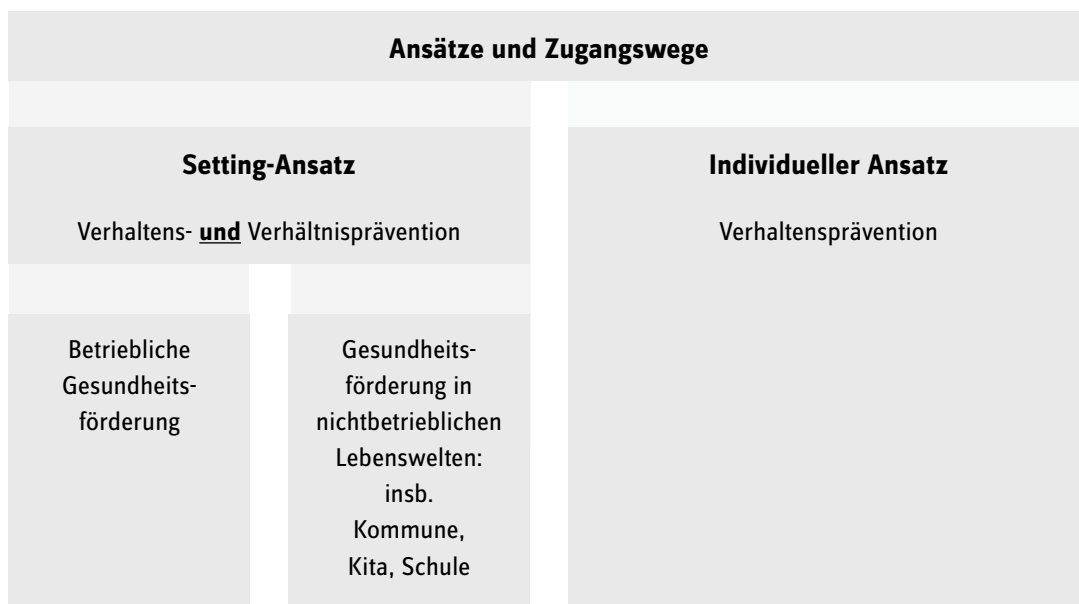 Ansätze und Zugangswege
Setting-Ansatz
Verhaltens- und Verhältnisprävention
Betriebliche
Gesundheits-
förderung
Gesundheits-
förderung in
nichtbetrieblichen
Lebenswelten:
insb.
Kommune,
Kita, Schule
Individueller Ansatz
Verhaltensprävention